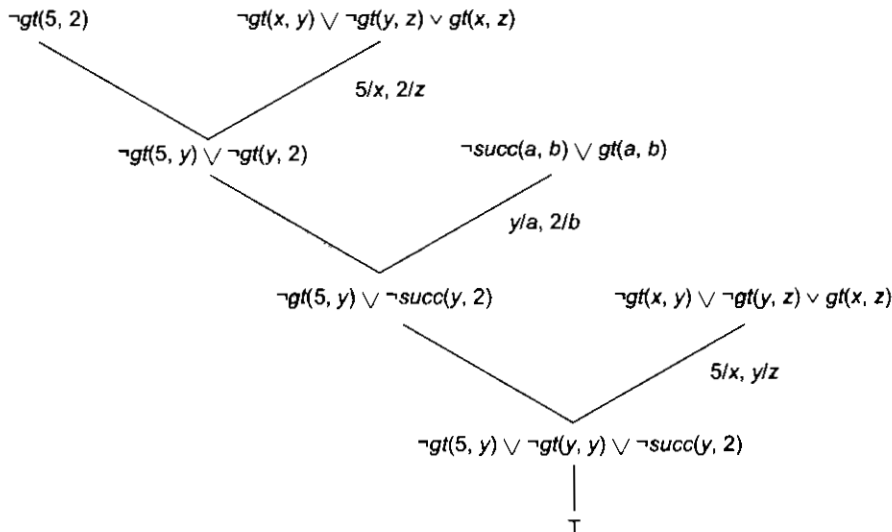 ¬gt(5, 2)    ¬gt(x, y) ∨ ¬gt(y, z) ∨ gt(x, z)
5/x, 2/z
¬gt(5, y) ∨ ¬gt(y, 2)    ¬succ(a, b) ∨ gt(a, b)
y/a, 2/b
¬gt(5, y) ∨ ¬succ(y, 2)    ¬gt(x, y) ∨ ¬gt(y, z) ∨ gt(x, z)
5/x, y/z
¬gt(5, y) ∨ ¬gt(y, y) ∨ ¬succ(y, 2)